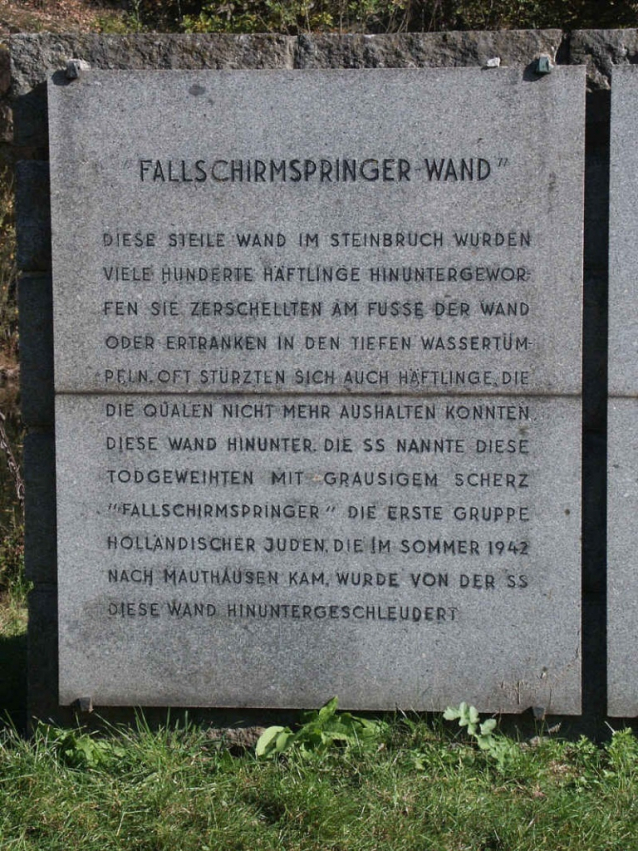 "FALLSCHIRMSPRINGER-WAND"
DIESE STEILE WAND IM STEINBRUCH WURDEN
VIELE HUNDERTE HÄFTLINGE HINUNTERGEWOR-
FEN SIE ZERSCHELLTEN AM FUSSE DER WAND
ODER ERTRANKEN IN DEN TIEFEN WASSERTÜM-
PELN. OFT STÜRZTEN SICH AUCH HÄFTLINGE, DIE
DIE QUALEN NICHT MEHR AUSHALTEN KONNTEN
DIESE WAND HINUNTER. DIE SS NANNTE DIESE
TODGEWEIHTEN MIT GRAUSIGEM SCHERZ
"FALLSCHIRMSPRINGER" DIE ERSTE GRUPPE
HOLLÄNDISCHER JUDEN, DIE IM SOMMER 1942
NACH MAUTHAUSEN KAM, WURDE VON DER SS
DIESE WAND HINUNTERGESCHLEUDERT